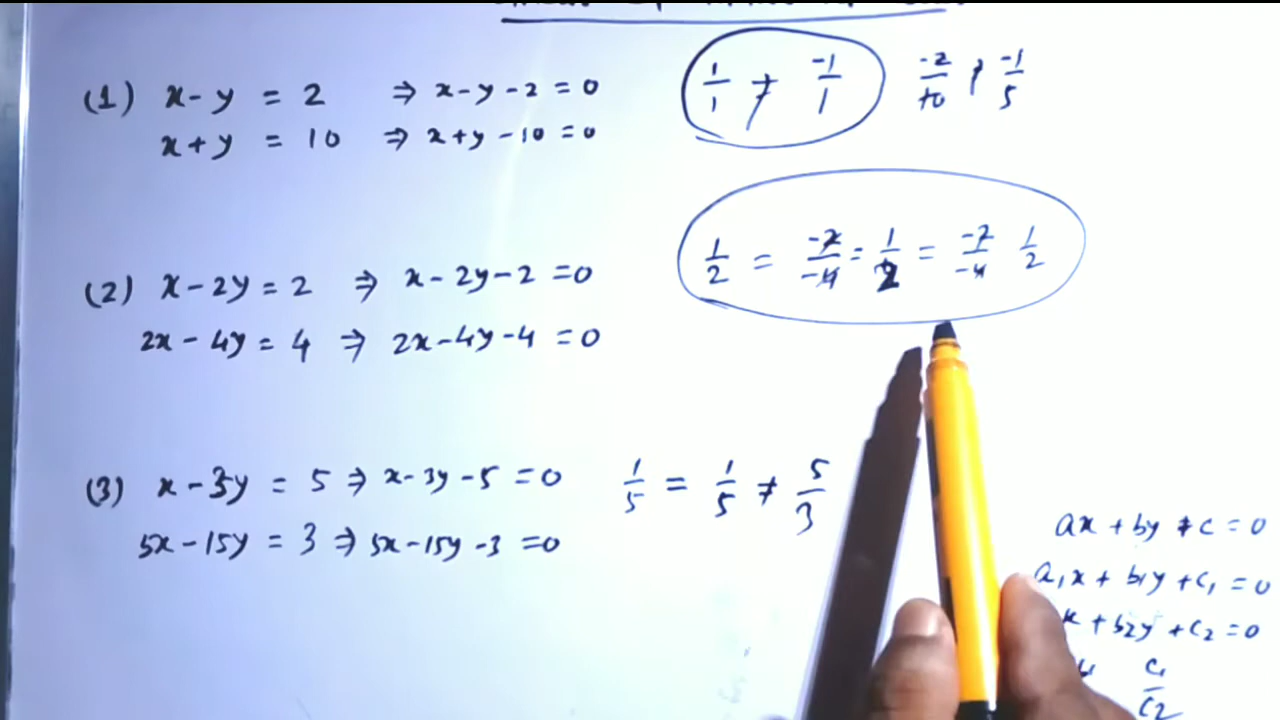 (1) x - y = 2 ⇒ x - y - 2 = 0 1/1 ≠ -1/1 -2/-10 -1/5
x + y = 10 ⇒ x + y - 10 = 0
(2) x - 2y = 2 ⇒ x - 2y - 2 = 0 1/2 = -2/-4 = 1/2 = -2/-4 1/2
2x - 4y = 4 ⇒ 2x - 4y - 4 = 0
(3) x - 3y = 5 ⇒ x - 3y - 5 = 0 1/5 = 1/5 ≠ 5/3
5x - 15y = 3 ⇒ 5x - 15y - 3 = 0
ax + by + c = 0
a₁x + b₁y + c₁ = 0
x + b2y + c2 = 0
c₁/c2